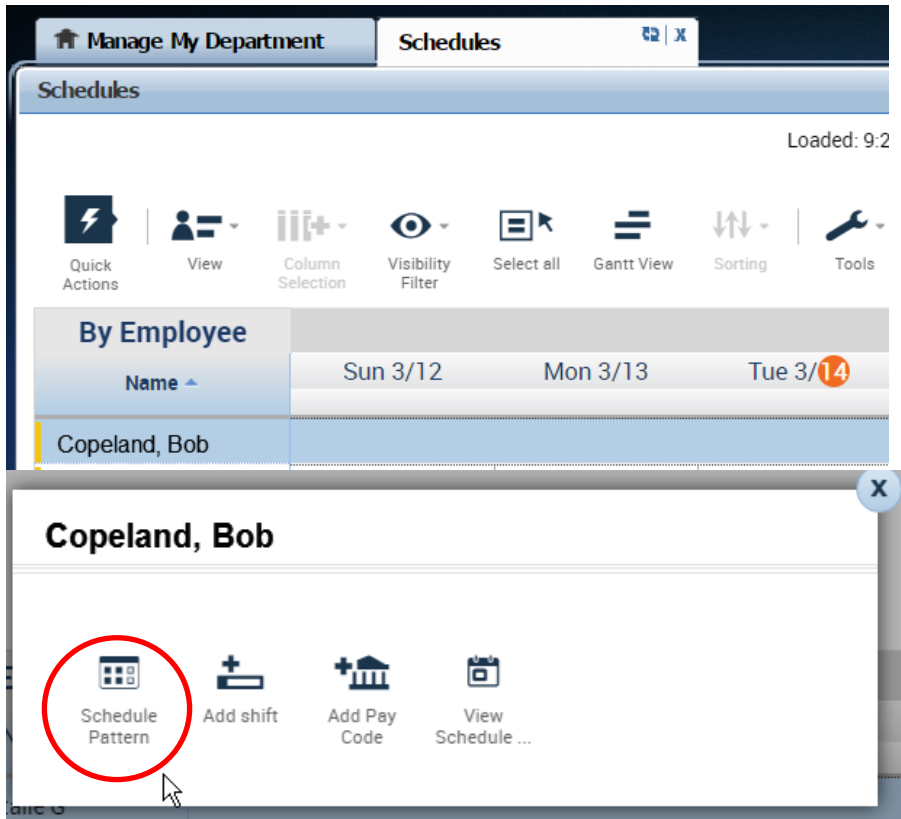 Manage My Department
Schedules
X
Schedules
Loaded: 9:2
Quick Actions
View
Column Selection
Visibility Filter
Select all
Gantt View
Sorting
Tools
By Employee
Name
Sun 3/12
Mon 3/13
Tue 3/14
Copeland, Bob
X
Copeland, Bob
Schedule Pattern
Add shift
Add Pay Code
View Schedule ...